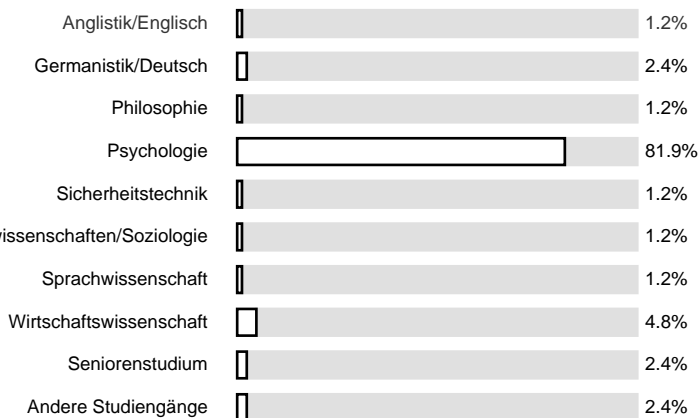 Anglistik/Englisch 1.2%
Germanistik/Deutsch 2.4%
Philosophie 1.2%
Psychologie 81.9%
Sicherheitstechnik 1.2%
issenschaften/Soziologie 1.2%
Sprachwissenschaft 1.2%
Wirtschaftswissenschaft 4.8%
Seniorenstudium 2.4%
Andere Studiengänge 2.4%